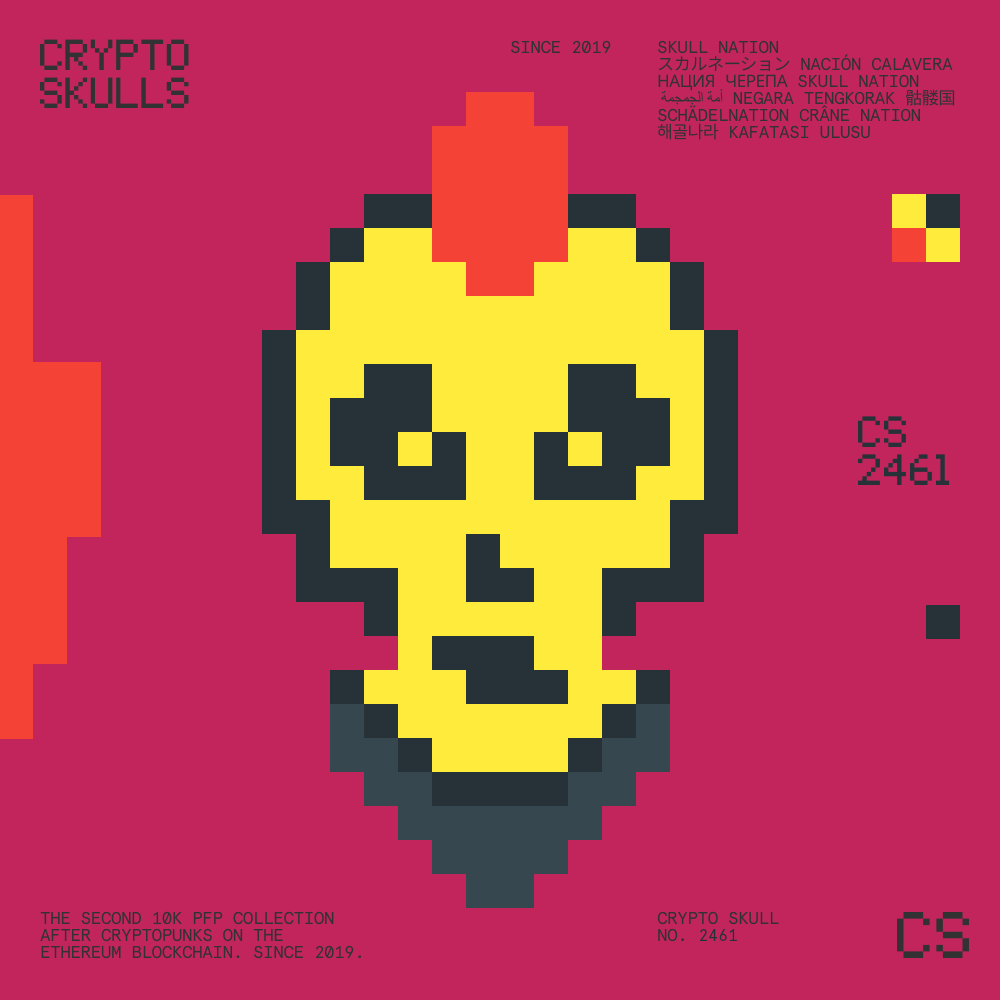 CRYPTO
SKULLS
SINCE 2019
SKULL NATION
スカルネーション NACIÓN CALAVERA
НАЦИЯ ЧЕРЕПА SKULL NATION
أمة الجمجمة NEGARA TENGKORAK 骷髅国
SCHÄDELNATION CRÂNE NATION
해골나라 KAFATASI ULUSU
CS
2461
THE SECOND 10K PFP COLLECTION
AFTER CRYPTOPUNKS ON THE
ETHEREUM BLOCKCHAIN. SINCE 2019.
CRYPTO SKULL
NO. 2461
CS